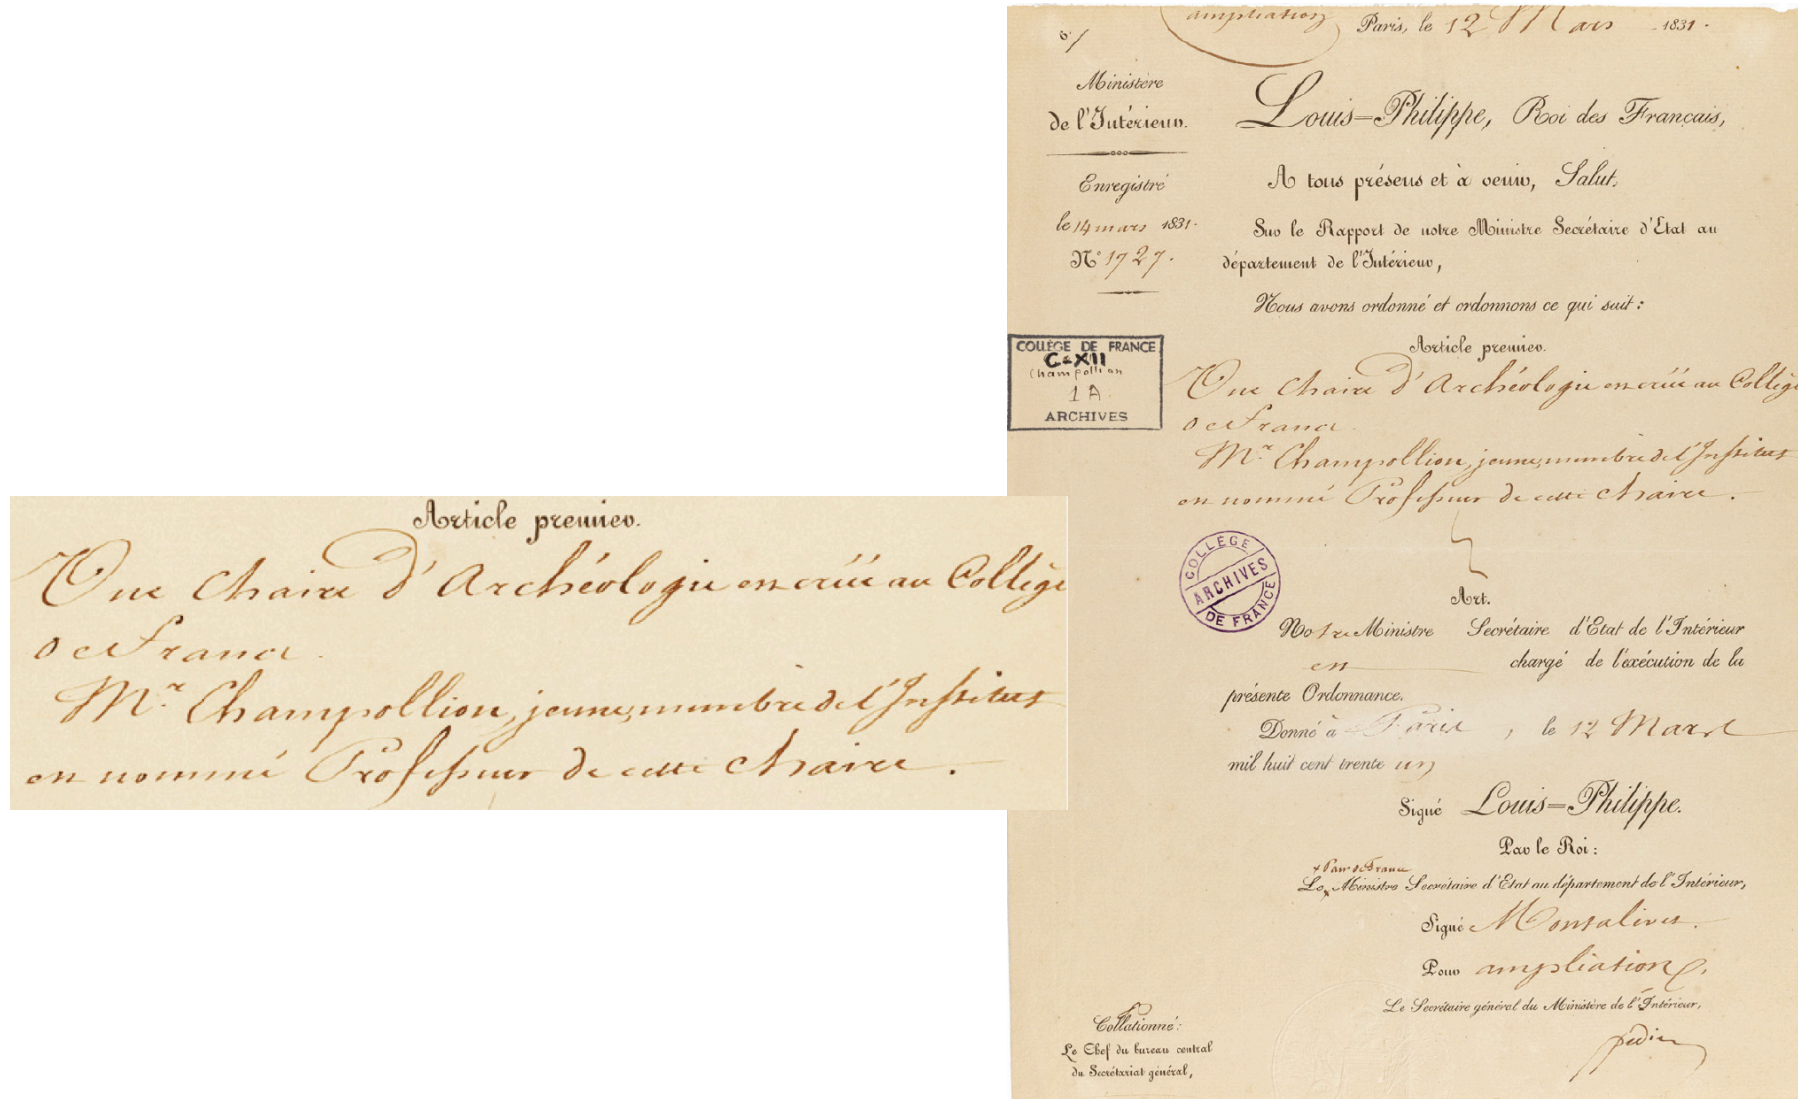 Article premier.
Une Chaire d'Archéologie est créée au Collège
de France.
Mr. Champollion, jeune, membre de l'Institut
est nommé Professeur de cette chaire.
ampliation
Paris, le 12 Mars 1831.
6.
Ministère
de l'Intérieur.
Enregistré
le 14 mars 1831.
N° 1727.
COLLÈGE DE FRANCE
C-XII
Champollion
1 A
ARCHIVES
Louis=Philippe, Roi des Français,
A tous présens et à venir, Salut.
Sur le Rapport de notre Ministre Secrétaire d'Etat au
département de l'Intérieur,
Nous avons ordonné et ordonnons ce qui suit:
Article premier.
Une Chaire d'Archéologie est créée au Collège
de France.
Mr. Champollion, jeune, membre de l'Institut
est nommé Professeur de cette chaire.
COLLEGE
ARCHIVES
DE FRANCE
Art.
Notre Ministre Secrétaire d'Etat de l'Intérieur
est chargé de l'exécution de la
présente Ordonnance.
Donné à Paris, le 12 Mars
mil huit cent trente un
Signé Louis=Philippe.
Par le Roi:
x Pair de France
Le x Ministre Secrétaire d'Etat au département de l'Intérieur,
Signé Montalivet.
Pour ampliation
Le Secrétaire général du Ministère de l'Intérieur,
Collationné:
Le Chef du bureau central
du Secrétariat général,